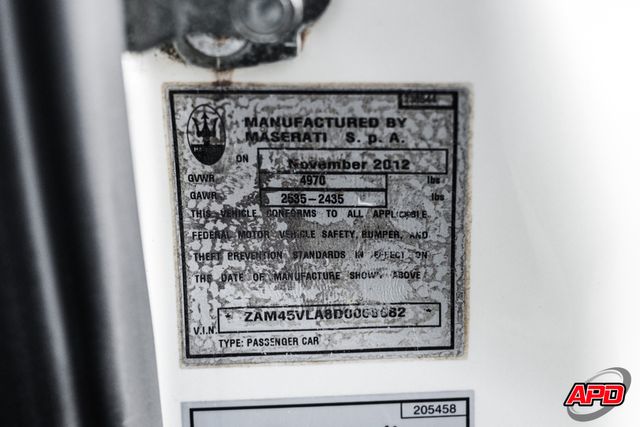 MANUFACTURED BY
MASERATI S.p.A.
ON November 2012
GVWR 4970 lbs
GAWR 2535-2435 lbs
THIS VEHICLE CONFORMS TO ALL APPLICABLE
FEDERAL MOTOR VEHICLE SAFETY, BUMPER, AND
THEFT PREVENTION STANDARDS IN EFFECT ON
THE DATE OF MANUFACTURE SHOWN ABOVE
V.I.N.
TYPE: PASSENGER CAR
205458
APD